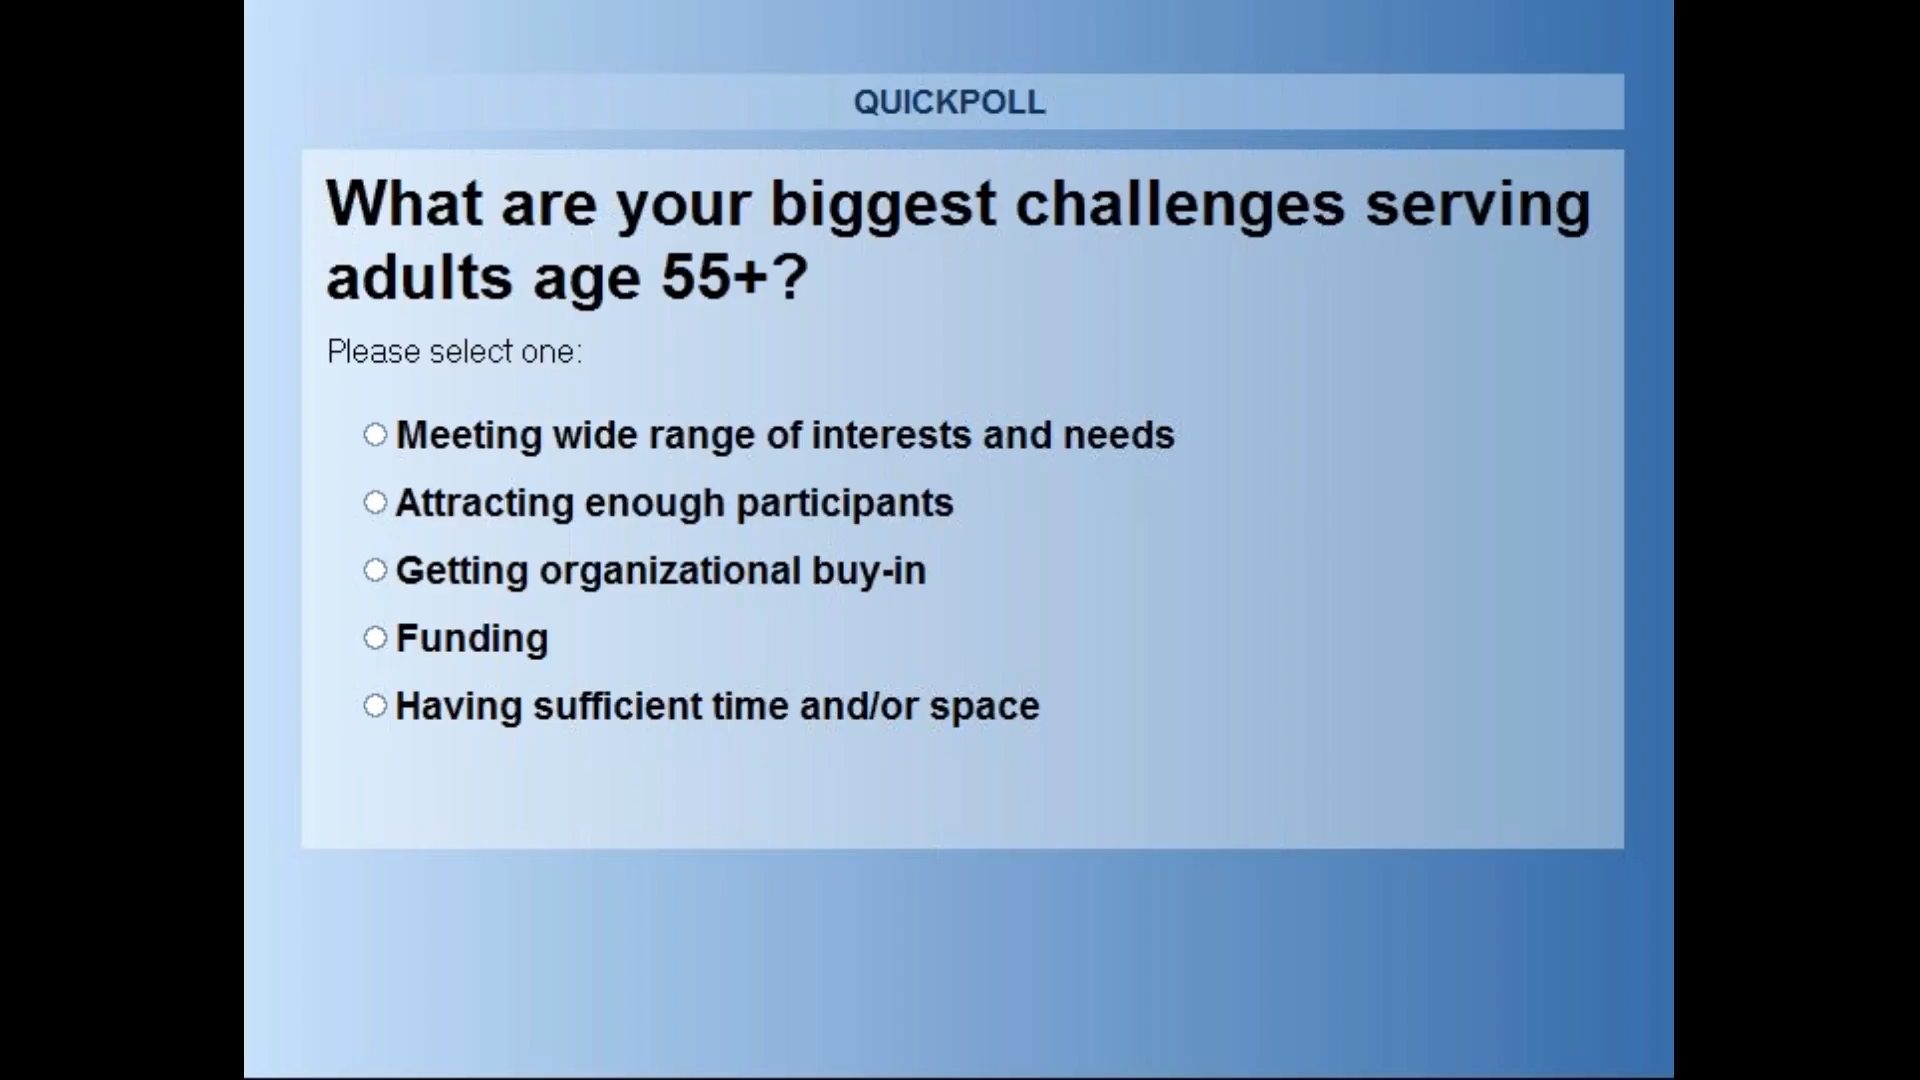 QUICKPOLL
What are your biggest challenges serving
adults age 55+?
Please select one:
Meeting wide range of interests and needs
Attracting enough participants
Getting organizational buy-in
Funding
Having sufficient time and/or space